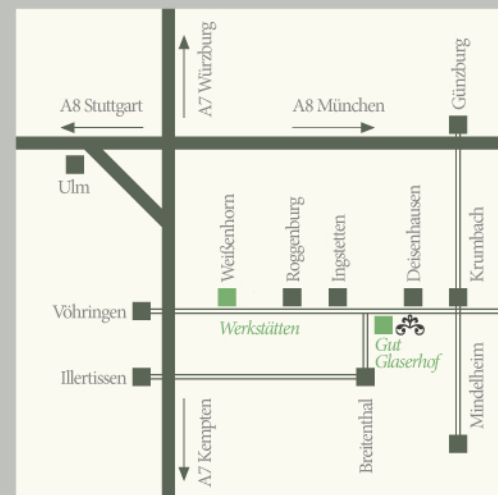 A7 Würzburg
Günzburg
A8 Stuttgart
A8 München
Ulm
Weißenhorn
Roggenburg
Ingstetten
Deisenhausen
Krumbach
Vöhringen
Werkstätten
Gut
Glaserhof
Illertissen
Mindelheim
A7 Kempten
Breitenthal